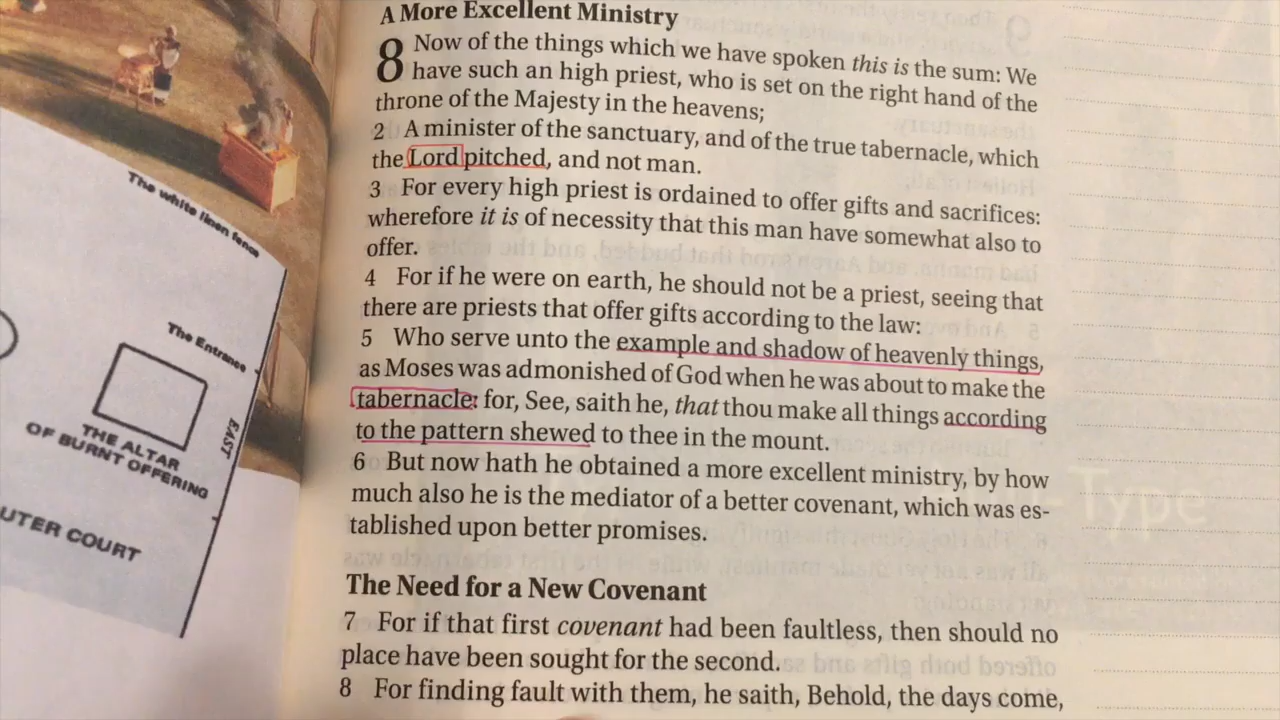 A More Excellent Ministry
8 Now of the things which we have spoken this is the sum: We
have such an high priest, who is set on the right hand of the
throne of the Majesty in the heavens;
2 A minister of the sanctuary, and of the true tabernacle, which
the Lord pitched, and not man.
3 For every high priest is ordained to offer gifts and sacrifices:
wherefore it is of necessity that this man have somewhat also to
offer.
4 For if he were on earth, he should not be a priest, seeing that
there are priests that offer gifts according to the law:
5 Who serve unto the example and shadow of heavenly things,
as Moses was admonished of God when he was about to make the
tabernacle: for, See, saith he, that thou make all things according
to the pattern shewed to thee in the mount.
6 But now hath he obtained a more excellent ministry, by how
much also he is the mediator of a better covenant, which was es-
tablished upon better promises.
The Need for a New Covenant
7 For if that first covenant had been faultless, then should no
place have been sought for the second.
8 For finding fault with them, he saith, Behold, the days come,
The white linen fence
The Entrance
EAST
THE ALTAR
OF BURNT OFFERING
UTER COURT